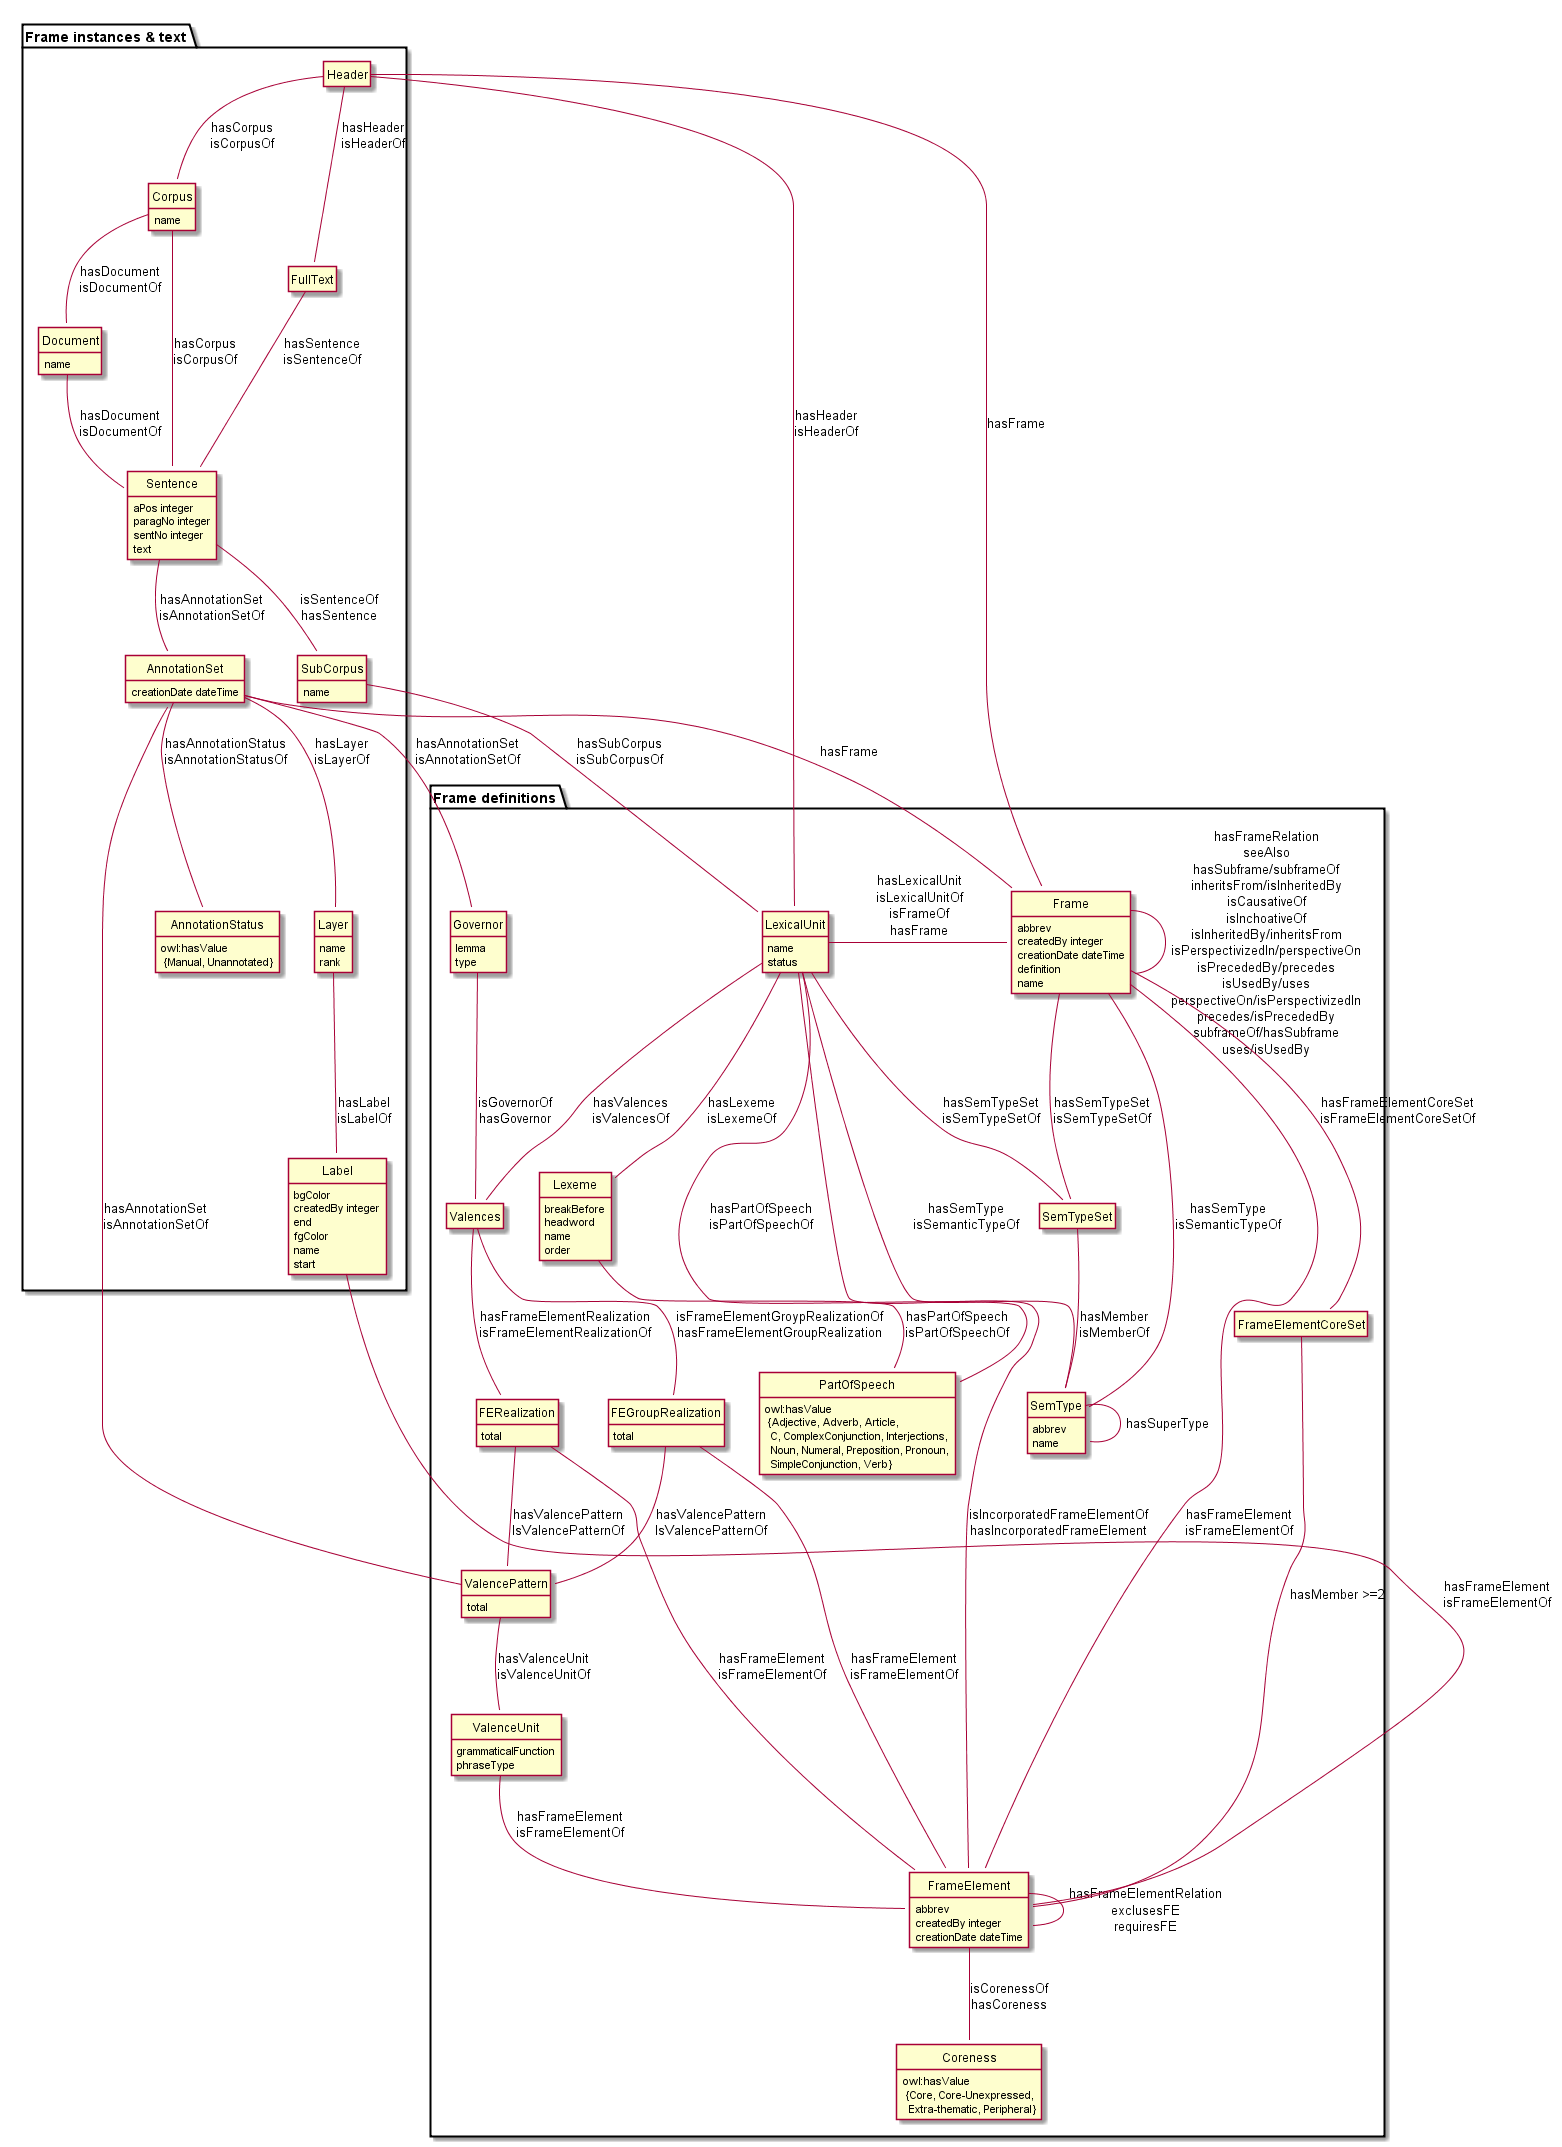 Frame instances & text
Header
hasCorpus
isCorpusOf
hasHeader
isHeaderOf
Corpus
name
hasDocument
isDocumentOf
FullText
Document
name
hasCorpus
isCorpusOf
hasSentence
isSentenceOf
hasDocument
isDocumentOf
hasHeader
isHeaderOf
hasFrame
Sentence
aPos integer
paragNo integer
sentNo integer
text
hasAnnotationSet
isAnnotationSetOf
isSentenceOf
hasSentence
AnnotationSet
creationDate dateTime
SubCorpus
name
hasAnnotationStatus
isAnnotationStatusOf
hasLayer
isLayerOf
hasAnnotationSet
isAnnotationSetOf
hasSubCorpus
isSubCorpusOf
hasFrame
Frame definitions
hasFrameRelation
seeAlso
hasSubframe/subframeOf
inheritsFrom/isInheritedBy
isCausativeOf
isInchoativeOf
isInheritedBy/inheritsFrom
isPerspectivizedIn/perspectiveOn
isPrecededBy/precedes
isUsedBy/uses
perspectiveOn/isPerspectivizedIn
precedes/isPrecededBy
subframeOf/hasSubframe
uses/isUsedBy
hasLexicalUnit
isLexicalUnitOf
isFrameOf
hasFrame
AnnotationStatus
owl:hasValue
{Manual, Unannotated}
Layer
name
rank
Governor
lemma
type
LexicalUnit
name
status
Frame
abbrev
createdBy integer
creationDate dateTime
definition
name
hasLabel
isLabelOf
isGovernorOf
hasGovernor
hasValences
isValencesOf
hasLexeme
isLexemeOf
hasSemTypeSet
isSemTypeSetOf
hasSemTypeSet
isSemTypeSetOf
hasFrameElementCoreSet
isFrameElementCoreSetOf
Label
bgColor
createdBy integer
end
fgColor
name
start
hasAnnotationSet
isAnnotationSetOf
Valences
Lexeme
breakBefore
headword
name
order
hasPartOfSpeech
isPartOfSpeechOf
hasSemType
isSemanticTypeOf
SemTypeSet
hasSemType
isSemanticTypeOf
hasFrameElementRealization
isFrameElementRealizationOf
isFrameElementGroypRealizationOf
hasFrameElementGroupRealization
hasPartOfSpeech
isPartOfSpeechOf
hasMember
isMemberOf
FrameElementCoreSet
FERealization
total
FEGroupRealization
total
PartOfSpeech
owl:hasValue
{Adjective, Adverb, Article,
C, ComplexConjunction, Interjections,
Noun, Numeral, Preposition, Pronoun,
SimpleConjunction, Verb}
SemType
abbrev
name
hasSuperType
hasValencePattern
IsValencePatternOf
hasValencePattern
IsValencePatternOf
isIncorporatedFrameElementOf
hasIncorporatedFrameElement
hasFrameElement
isFrameElementOf
ValencePattern
total
hasMember >=2
hasFrameElement
isFrameElementOf
hasValenceUnit
isValenceUnitOf
hasFrameElement
isFrameElementOf
hasFrameElement
isFrameElementOf
ValenceUnit
grammaticalFunction
phraseType
hasFrameElement
isFrameElementOf
FrameElement
abbrev
createdBy integer
creationDate dateTime
hasFrameElementRelation
exclusesFE
requiresFE
isCorenessOf
hasCoreness
Coreness
owl:hasValue
{Core, Core-Unexpressed,
Extra-thematic, Peripheral}